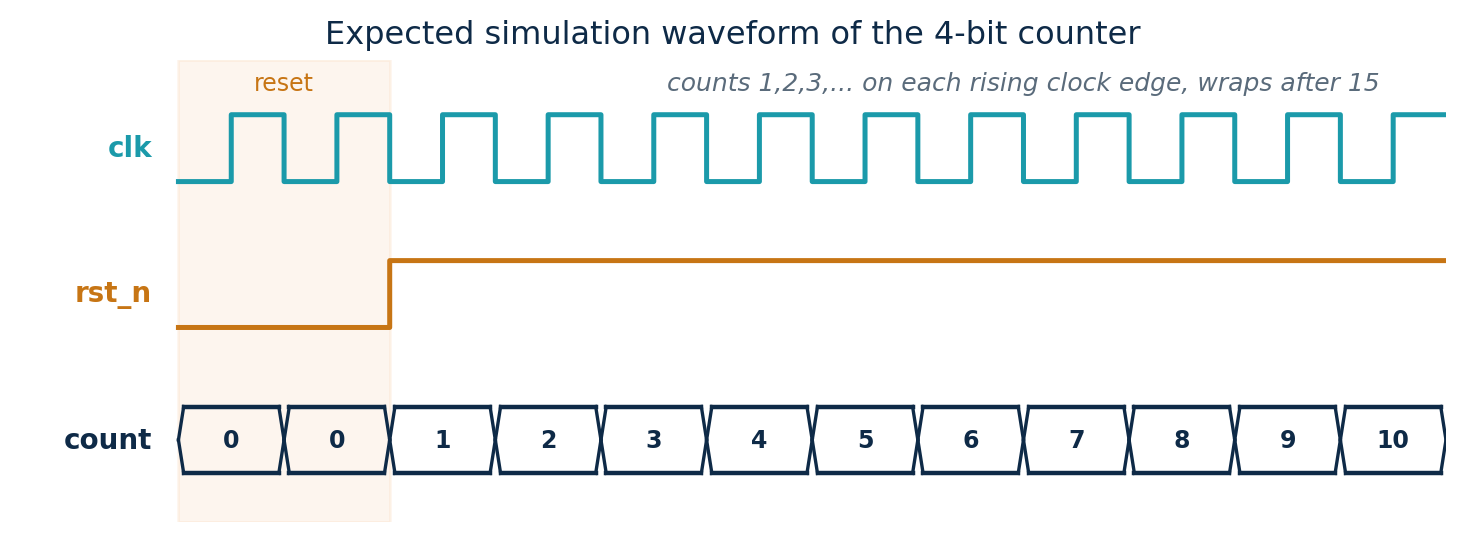 Expected simulation waveform of the 4-bit counter
reset
counts 1,2,3,... on each rising clock edge, wraps after 15
clk
rst_n
count 0 0 1 2 3 4 5 6 7 8 9 10